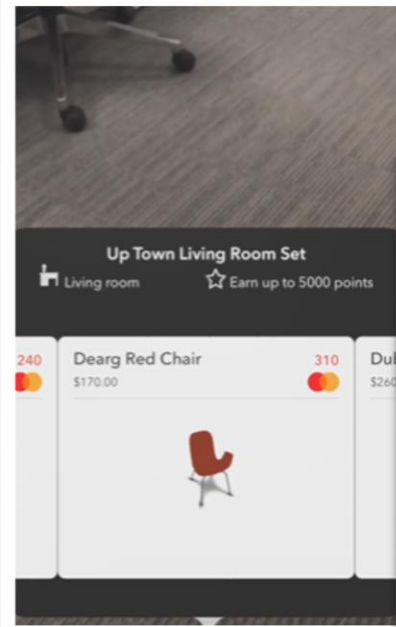 Up Town Living Room Set
Living room
Earn up to 5000 points
240
Dearg Red Chair
310
$170.00
Dul
$260